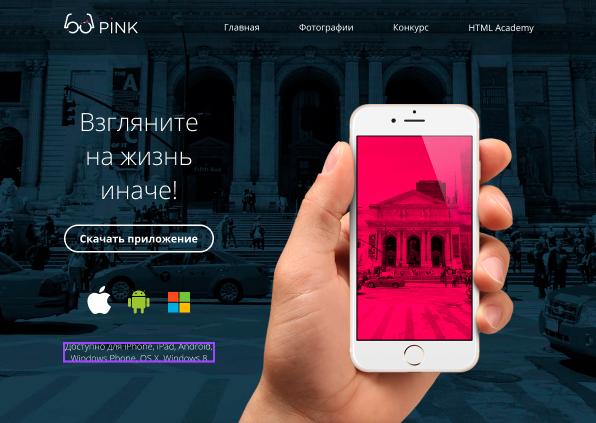 PINK
Главная
Фотографии
Конкурс
HTML Academy
Взгляните
на жизнь
иначе!
Скачать приложение
Доступно для iPhone, iPad, Android,
Windows Phone, OS X, Windows 8